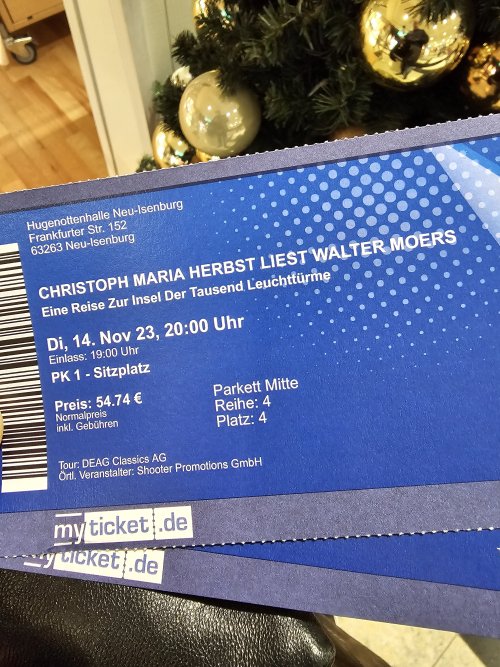 Hugenottenhalle Neu-Isenburg
Frankfurter Str. 152
63263 Neu-Isenburg
CHRISTOPH MARIA HERBST LIEST WALTER MOERS
Eine Reise Zur Insel Der Tausend Leuchttürme
Di, 14. Nov 23, 20:00 Uhr
Einlass: 19:00 Uhr
PK 1 - Sitzplatz
Preis: 54.74 €
Normalpreis
inkl. Gebühren
Parkett Mitte
Reihe: 4
Platz: 4
Tour: DEAG Classics AG
Örtl. Veranstalter: Shooter Promotions GmbH
myticket.de
myticket.de